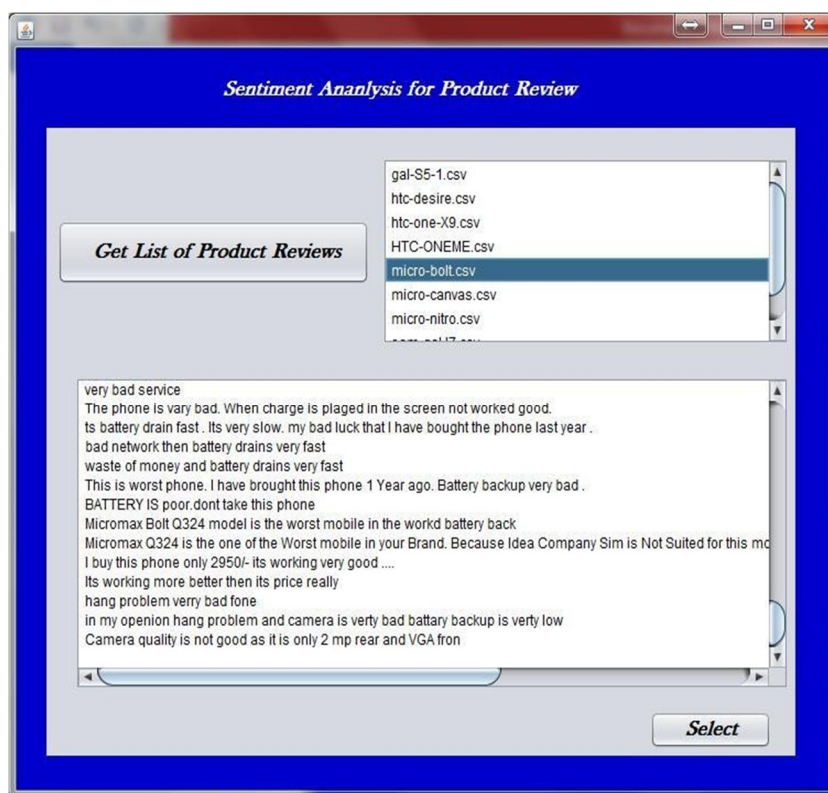 Sentiment Ananlysis for Product Review
gal-S5-1.csv
htc-desire.csv
htc-one-X9.csv
HTC-ONEME.csv
Get List of Product Reviews
micro-bolt.csv
micro-canvas.csv
micro-nitro.csv
very bad service
The phone is vary bad. When charge is plaged in the screen not worked good.
ts battery drain fast . Its very slow. my bad luck that I have bought the phone last year .
bad network then battery drains very fast
waste of money and battery drains very fast
This is worst phone. I have brought this phone 1 Year ago. Battery backup very bad .
BATTERY IS poor.dont take this phone
Micromax Bolt Q324 model is the worst mobile in the workd battery back
Micromax Q324 is the one of the Worst mobile in your Brand. Because Idea Company Sim is Not Suited for this mo
I buy this phone only 2950/- its working very good ....
Its working more better then its price really
hang problem verry bad fone
in my openion hang problem and camera is verty bad battary backup is verty low
Camera quality is not good as it is only 2 mp rear and VGA fron
Select